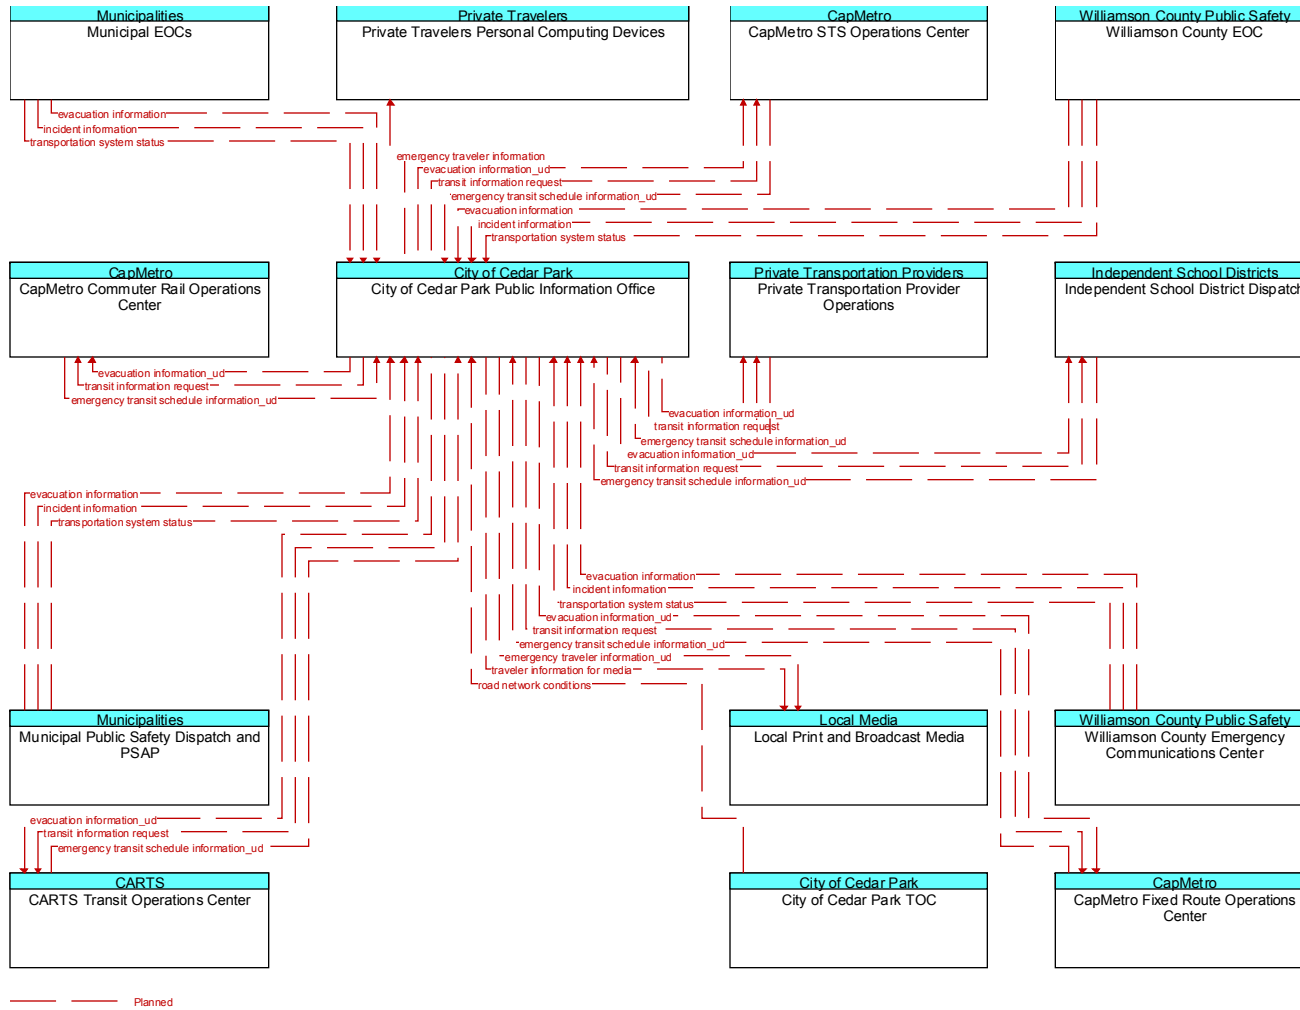 Municipalities
Municipal EOCs
Private Travelers
Private Travelers Personal Computing Devices
CapMetro
CapMetro STS Operations Center
Williamson County Public Safety
Williamson County EOC
evacuation information
incident information
transportation system status
emergency traveler information
evacuation information_ud
transit information request
emergency transit schedule information_ud
evacuation information
incident information
transportation system status
CapMetro
CapMetro Commuter Rail Operations
Center
City of Cedar Park
City of Cedar Park Public Information Office
Private Transportation Providers
Private Transportation Provider
Operations
Independent School Districts
Independent School District Dispatch
evacuation information_ud
transit information request
emergency transit schedule information_ud
evacuation information_ud
transit information request
emergency transit schedule information_ud
evacuation information_ud
transit information request
emergency transit schedule information_ud
evacuation information
incident information
transportation system status
evacuation information
incident information
transportation system status
evacuation information_ud
transit information request
emergency transit schedule information_ud
emergency traveler information_ud
traveler information for media
road network conditions
Municipalities
Municipal Public Safety Dispatch and
PSAP
Local Media
Local Print and Broadcast Media
Williamson County Public Safety
Williamson County Emergency
Communications Center
evacuation information_ud
transit information request
emergency transit schedule information_ud
CARTS
CARTS Transit Operations Center
City of Cedar Park
City of Cedar Park TOC
CapMetro
CapMetro Fixed Route Operations
Center
Planned